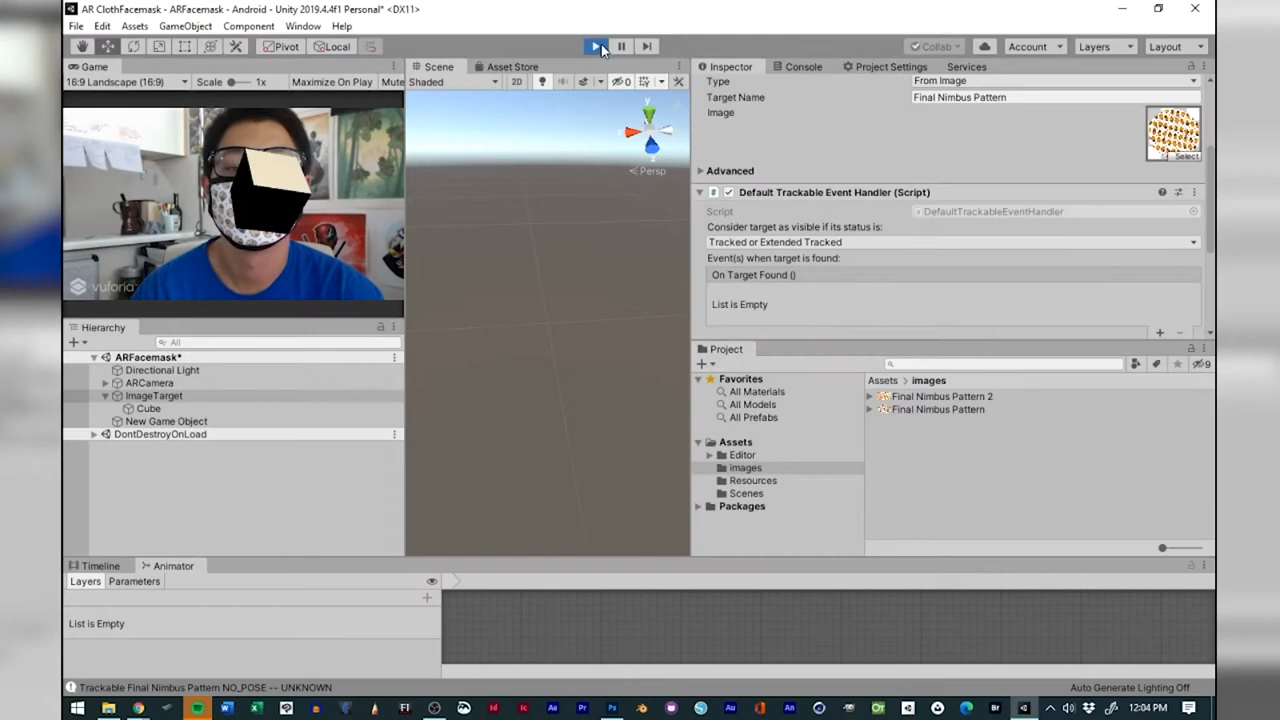 AR ClothFacemask - ARFacemask - Android - Unity 2019.4.4f1 Personal* <DX11>
File Edit Assets GameObject Component Window Help
Pivot Local Collab Account Layers Layout
Game
16:9 Landscape (16:9) Scale 1x Maximize On Play Mute
vuforia
Scene Asset Store
Shaded 2D 0
y
Persp
Inspector Console Project Settings Services
Type From Image
Target Name Final Nimbus Pattern
Image
Select
Advanced
Default Trackable Event Handler (Script)
Script DefaultTrackableEventHandler
Consider target as visible if its status is:
Tracked or Extended Tracked
Event(s) when target is found:
On Target Found ()
List is Empty
Hierarchy
All
ARFacemask*
Directional Light
ARCamera
ImageTarget
Cube
New Game Object
DontDestroyOnLoad
Project
9
Favorites
All Materials
All Models
All Prefabs
Assets
Editor
images
Resources
Scenes
Packages
Assets > images
Final Nimbus Pattern 2
Final Nimbus Pattern
Timeline Animator
Layers Parameters
List is Empty
Trackable Final Nimbus Pattern NO_POSE -- UNKNOWN
Auto Generate Lighting Off
12:04 PM